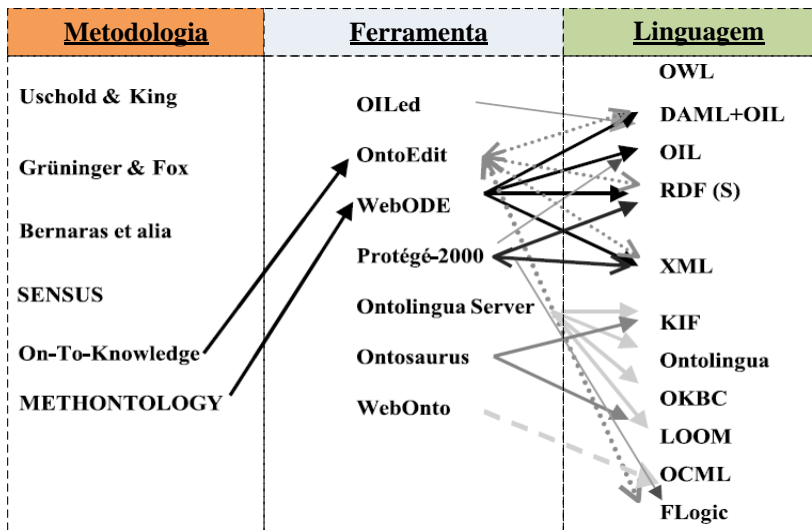 Metodologia
Ferramenta
Linguagem
Uschold & King
Grüninger & Fox
Bernaras et alia
SENSUS
On-To-Knowledge
METHONTOLOGY
OILed
OntoEdit
WebODE
Protégé-2000
Ontolingua Server
Ontosaurus
WebOnto
OWL
DAML+OIL
OIL
RDF (S)
XML
KIF
Ontolingua
OKBC
LOOM
OCML
FLogic